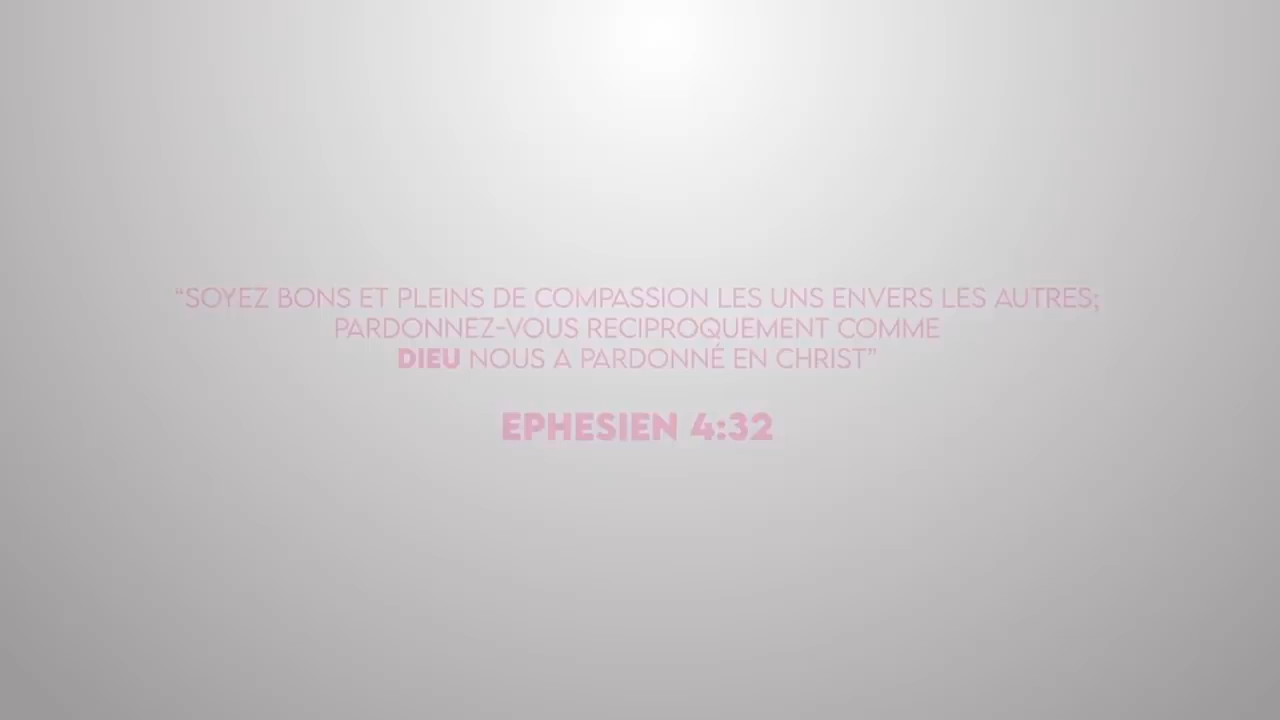 “SOYEZ BONS ET PLEINS DE COMPASSION LES UNS ENVERS LES AUTRES;
PARDONNEZ-VOUS RECIPROQUEMENT COMME
DIEU NOUS A PARDONNÉ EN CHRIST”
EPHESIEN 4:32